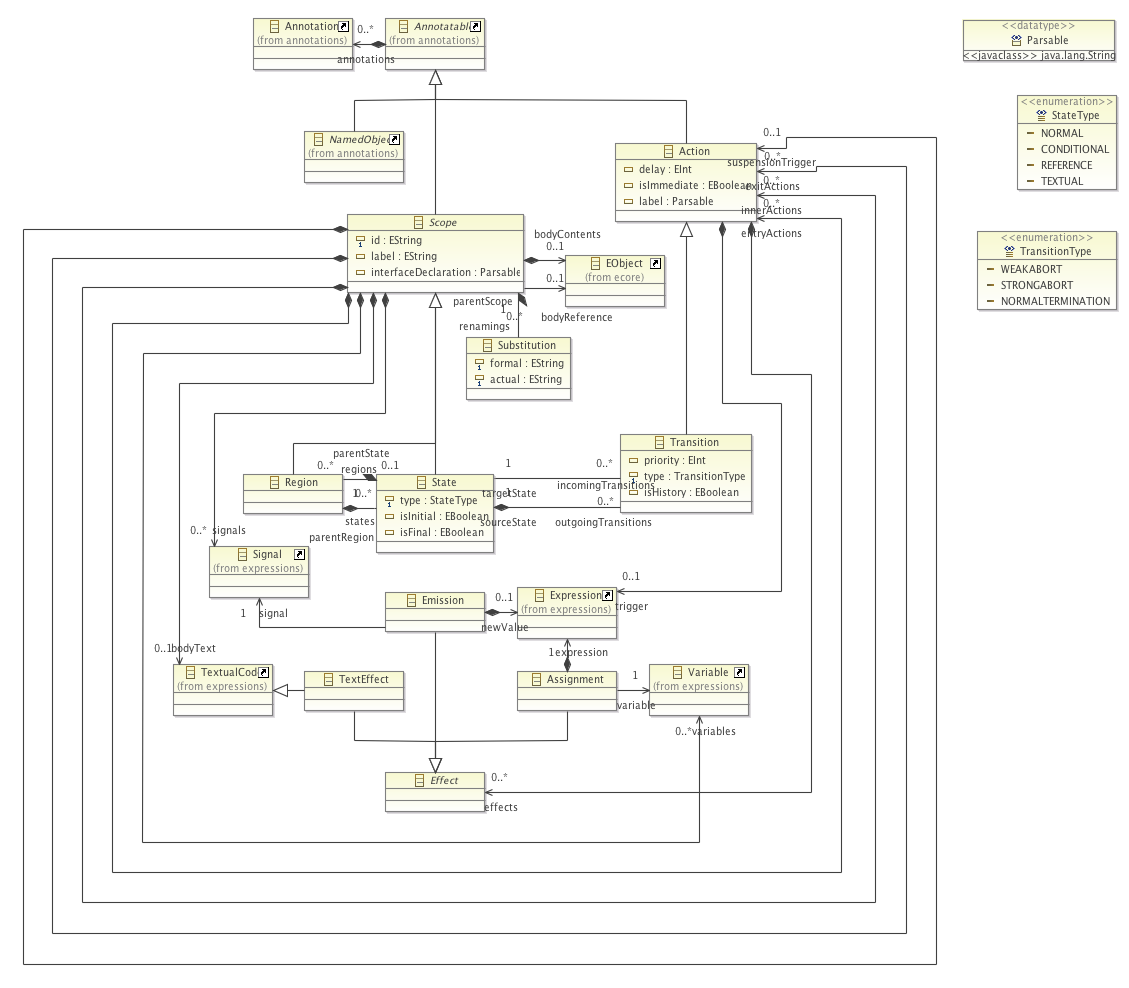 Annotation
(from annotations)
0..*
annotations
Annotatable
(from annotations)
<<datatype>>
Parsable
<<javaclass>> java.lang.String
<<enumeration>>
StateType
NORMAL
CONDITIONAL
REFERENCE
TEXTUAL
NamedObjec
(from annotations)
Action
delay : EInt
isImmediate : EBoolean
label : Parsable
0..1
suspensionTrigger
0..*
exitActions
0..*
innerActions
0..*
entryActions
<<enumeration>>
TransitionType
WEAKABORT
STRONGABORT
NORMALTERMINATION
Scope
id : EString
label : EString
interfaceDeclaration : Parsable
bodyContents
0..1
EObject
(from ecore)
0..1
bodyReference
parentScope
1
0..*
renamings
Substitution
formal : EString
actual : EString
parentState
0..1
0..*
regions
Region
1
0..*
states
parentRegion
State
type : StateType
isInitial : EBoolean
isFinal : EBoolean
1
targetState
1
sourceState
0..*
incomingTransitions
0..*
outgoingTransitions
Transition
priority : EInt
type : TransitionType
isHistory : EBoolean
0..*
signals
Signal
(from expressions)
1
signal
Emission
0..1
newValue
Expression
(from expressions)
0..1
trigger
1
expression
0..1
bodyText
TextualCod
(from expressions)
TextEffect
Assignment
1
variable
Variable
(from expressions)
0..*
variables
Effect
0..*
effects